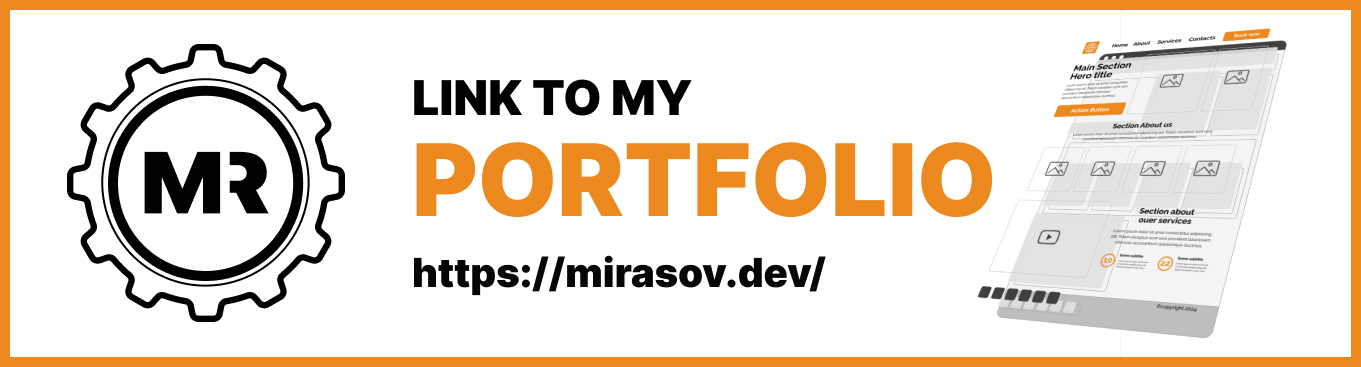 MR
LINK TO MY
PORTFOLIO
https://mirasov.dev/
Home About Services Contacts Book now
Main Section
Hero title
Action Button
Section About us
Section about
ouer services
10 Some subtitle
22 Some subtitle
©copyright 2024